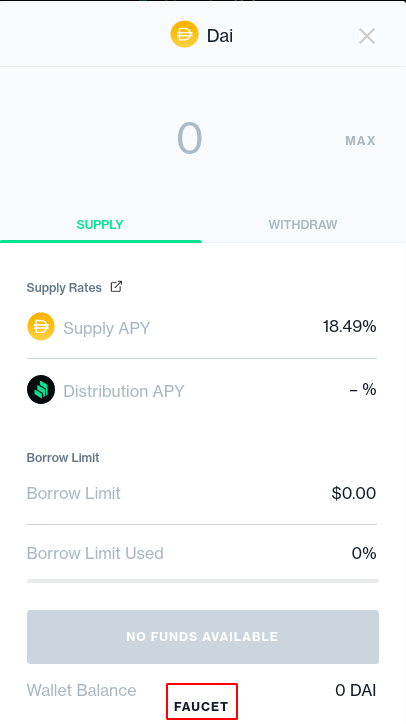 Dai
0
MAX
SUPPLY
WITHDRAW
Supply Rates
Supply APY 18.49%
Distribution APY – %
Borrow Limit
Borrow Limit $0.00
Borrow Limit Used 0%
NO FUNDS AVAILABLE
Wallet Balance 0 DAI
FAUCET